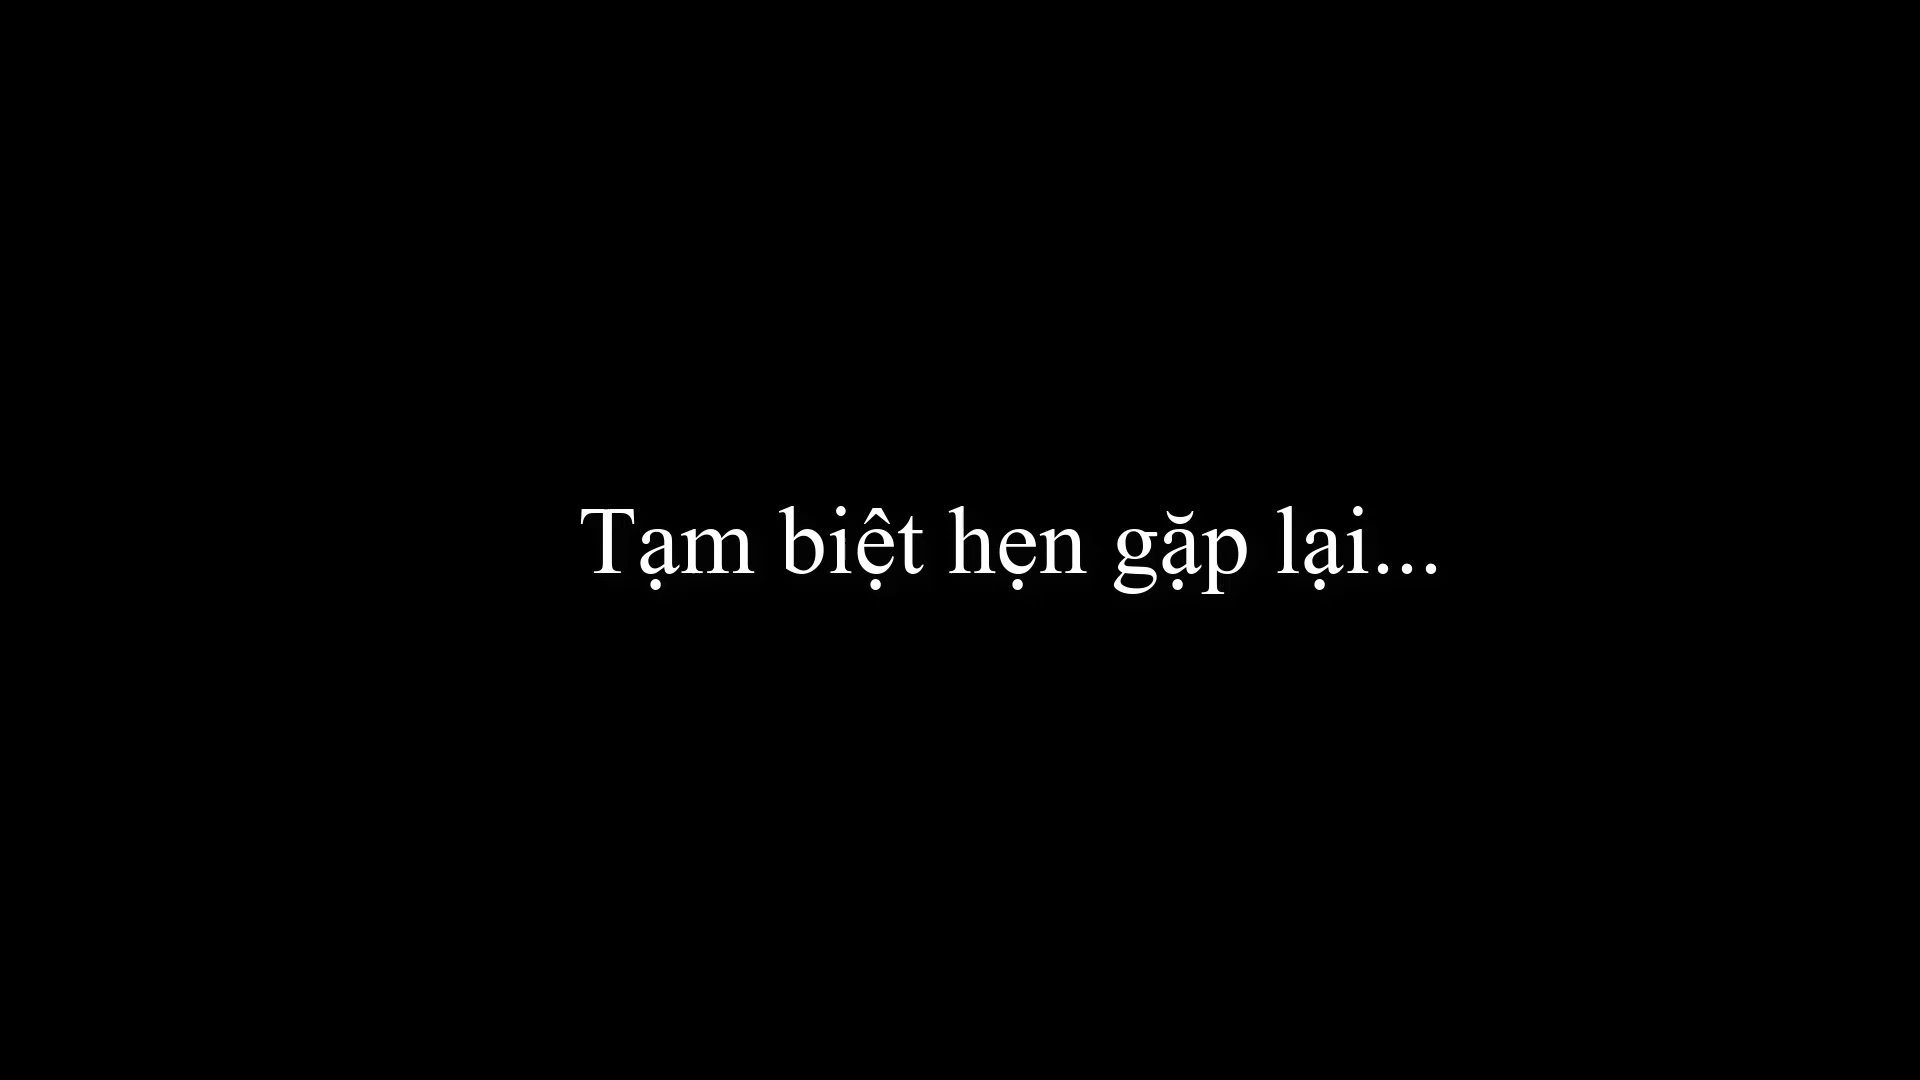 Tạm biệt hẹn gặp lại...